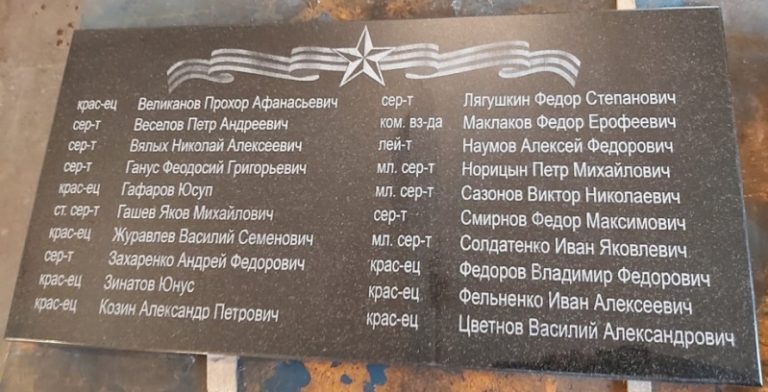 крас-ец Великанов Прохор Афанасьевич
сер-т Веселов Петр Андреевич
сер-т Вялых Николай Алексеевич
сер-т Ганус Феодосий Григорьевич
крас-ец Гафаров Юсуп
ст. сер-т Гашев Яков Михайлович
крас-ец Журавлев Василий Семенович
сер-т Захаренко Андрей Федорович
крас-ец Зинатов Юнус
крас-ец Козин Александр Петрович
сер-т Лягушкин Федор Степанович
ком. вз-да Маклаков Федор Ерофеевич
лей-т Наумов Алексей Федорович
мл. сер-т Норицын Петр Михайлович
мл. сер-т Сазонов Виктор Николаевич
сер-т Смирнов Федор Максимович
мл. сер-т Солдатенко Иван Яковлевич
крас-ец Федоров Владимир Федорович
крас-ец Фельненко Иван Алексеевич
крас-ец Цветнов Василий Александрович